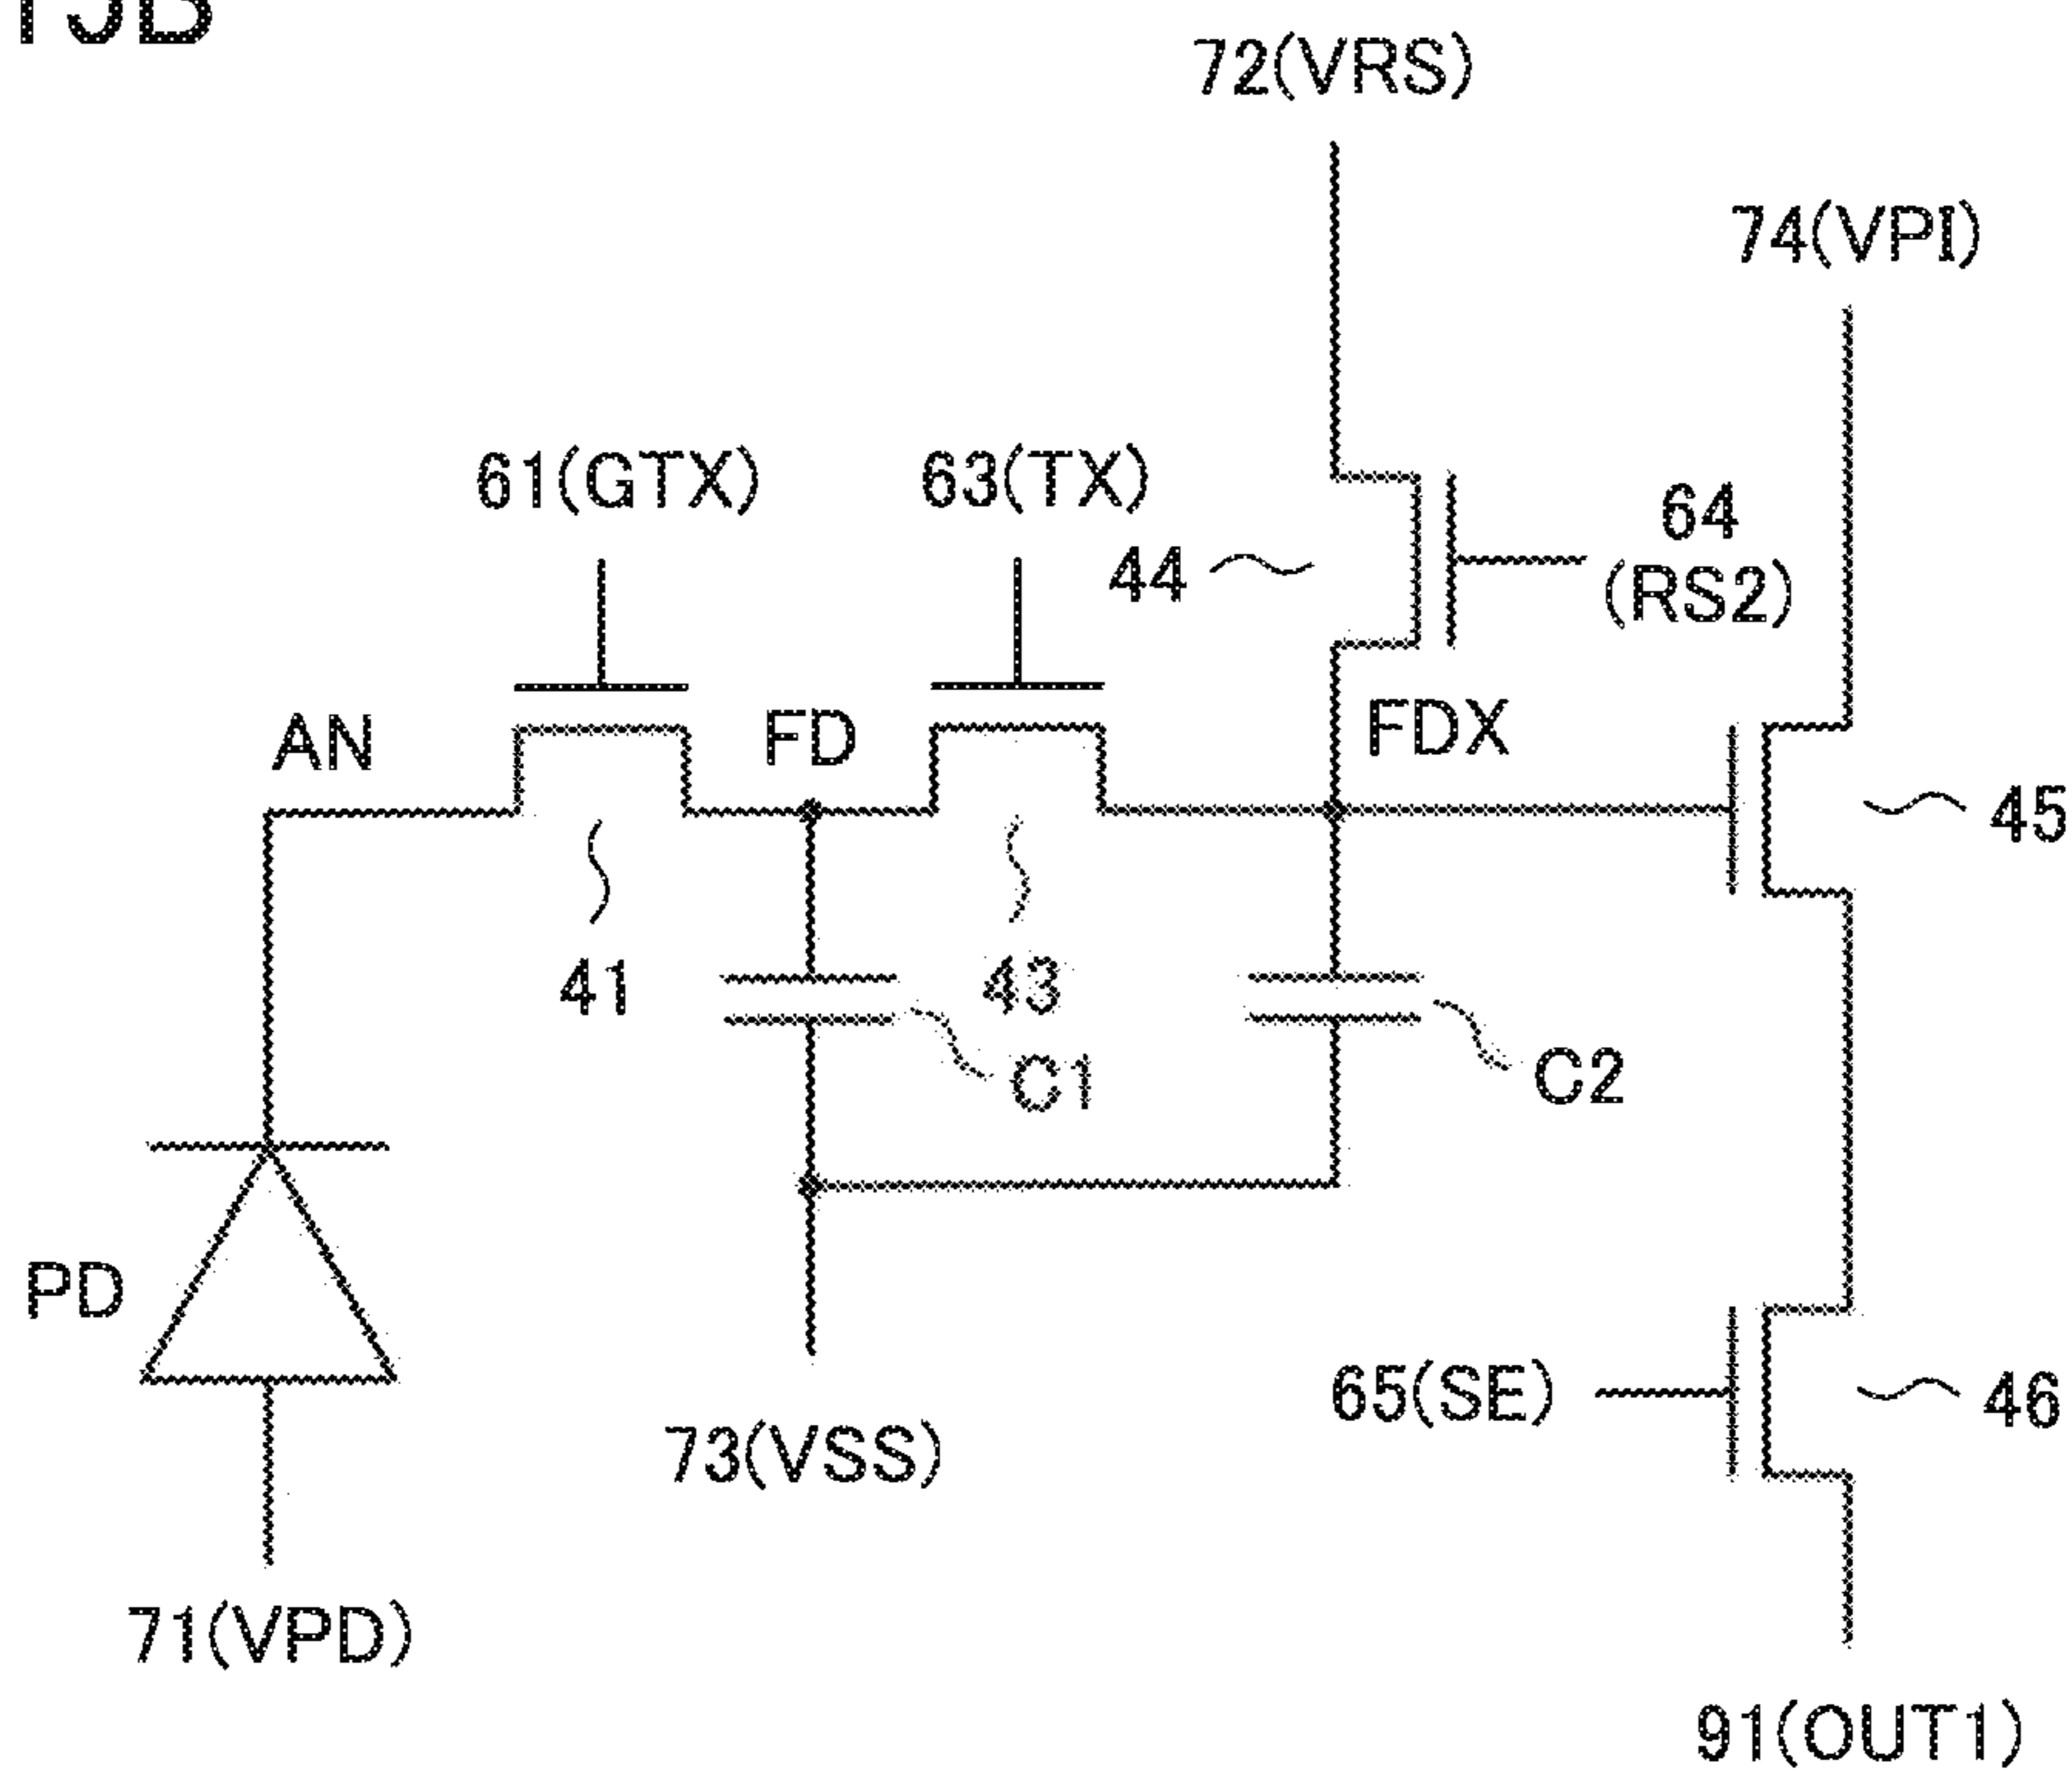 72(VRS)
74(VPI)
61(GTX)
63(TX)
64
(RS2)
44
AN
FD
FDX
45
41
43
C1
C2
PD
65(SE)
46
73(VSS)
71(VPD)
91(OUT1)